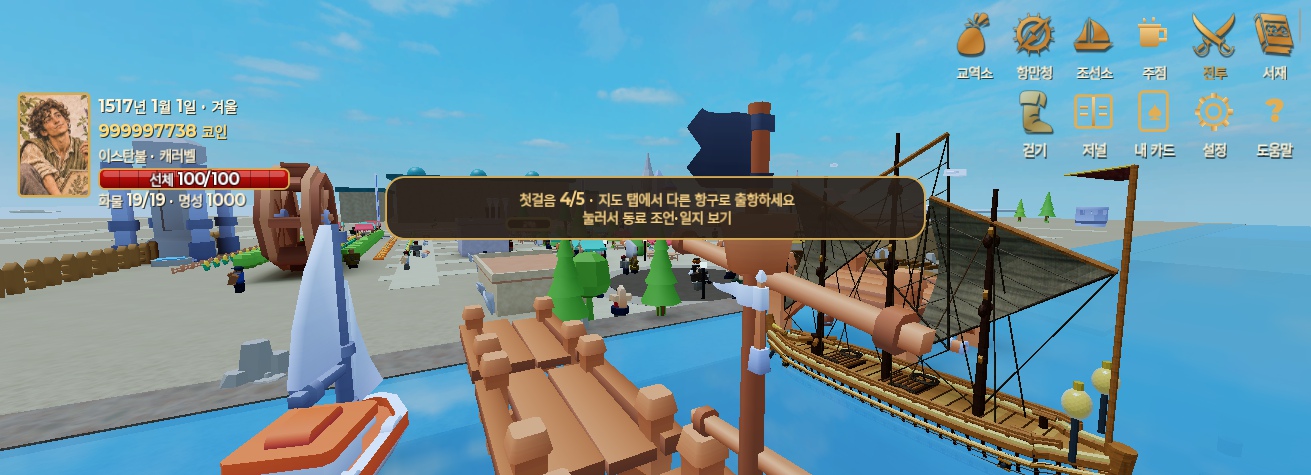 교역소
항만청
조선소
주점
전투
서재
걷기
저널
내 카드
설정
도움말
1517년 1월 1일 · 겨울
999997738 코인
이스탄불 · 캐러벨
선체 100/100
화물 19/19 · 명성 1000
첫걸음 4/5 · 지도 탭에서 다른 항구로 출항하세요
눌러서 동료 조언·일지 보기